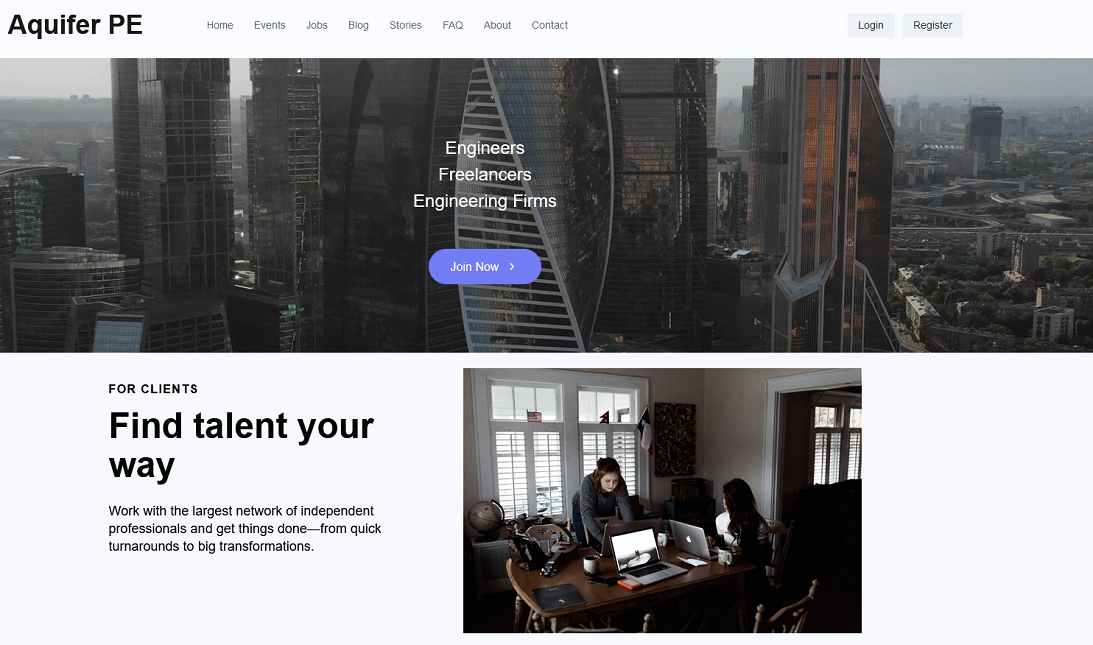 Aquifer PE
Home Events Jobs Blog Stories FAQ About Contact
Login Register
Engineers
Freelancers
Engineering Firms
Join Now
FOR CLIENTS
Find talent your
way
Work with the largest network of independent
professionals and get things done—from quick
turnarounds to big transformations.